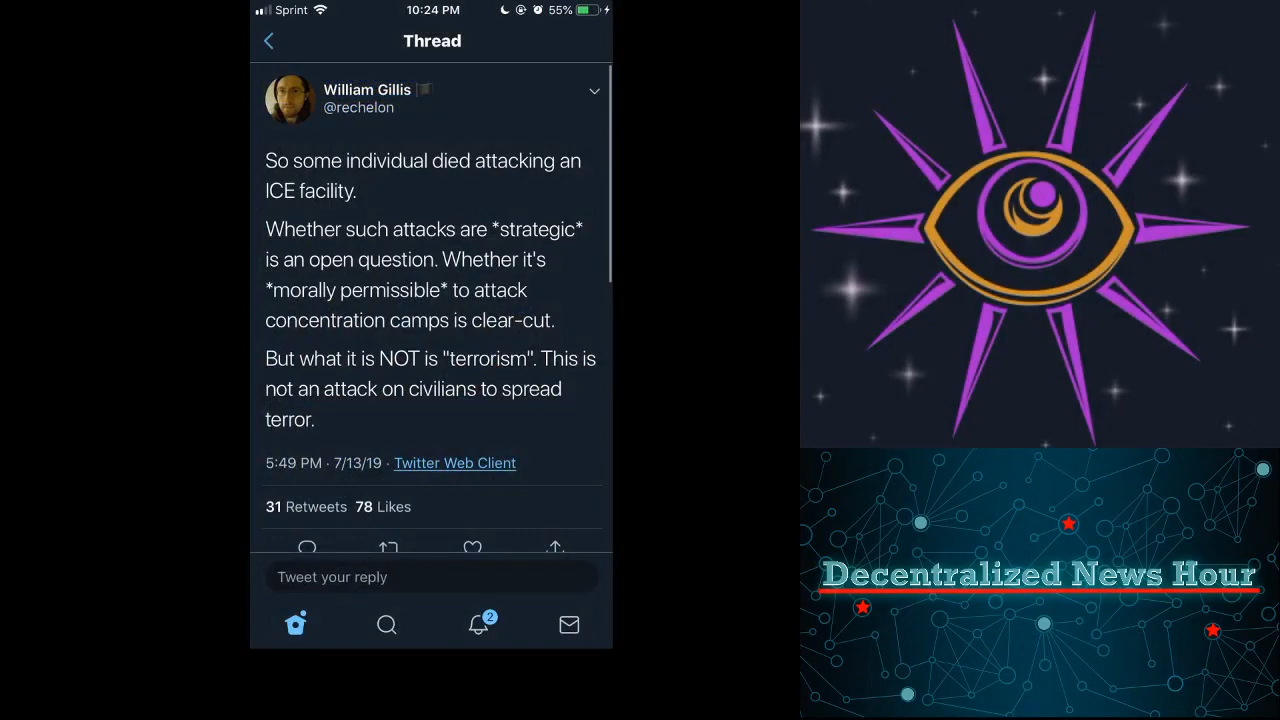 Sprint 10:24 PM 55%
Thread
William Gillis
@rechelon
So some individual died attacking an
ICE facility.
Whether such attacks are *strategic*
is an open question. Whether it's
*morally permissible* to attack
concentration camps is clear-cut.
But what it is NOT is "terrorism". This is
not an attack on civilians to spread
terror.
5:49 PM · 7/13/19 · Twitter Web Client
31 Retweets 78 Likes
Tweet your reply
2
Decentralized News Hour